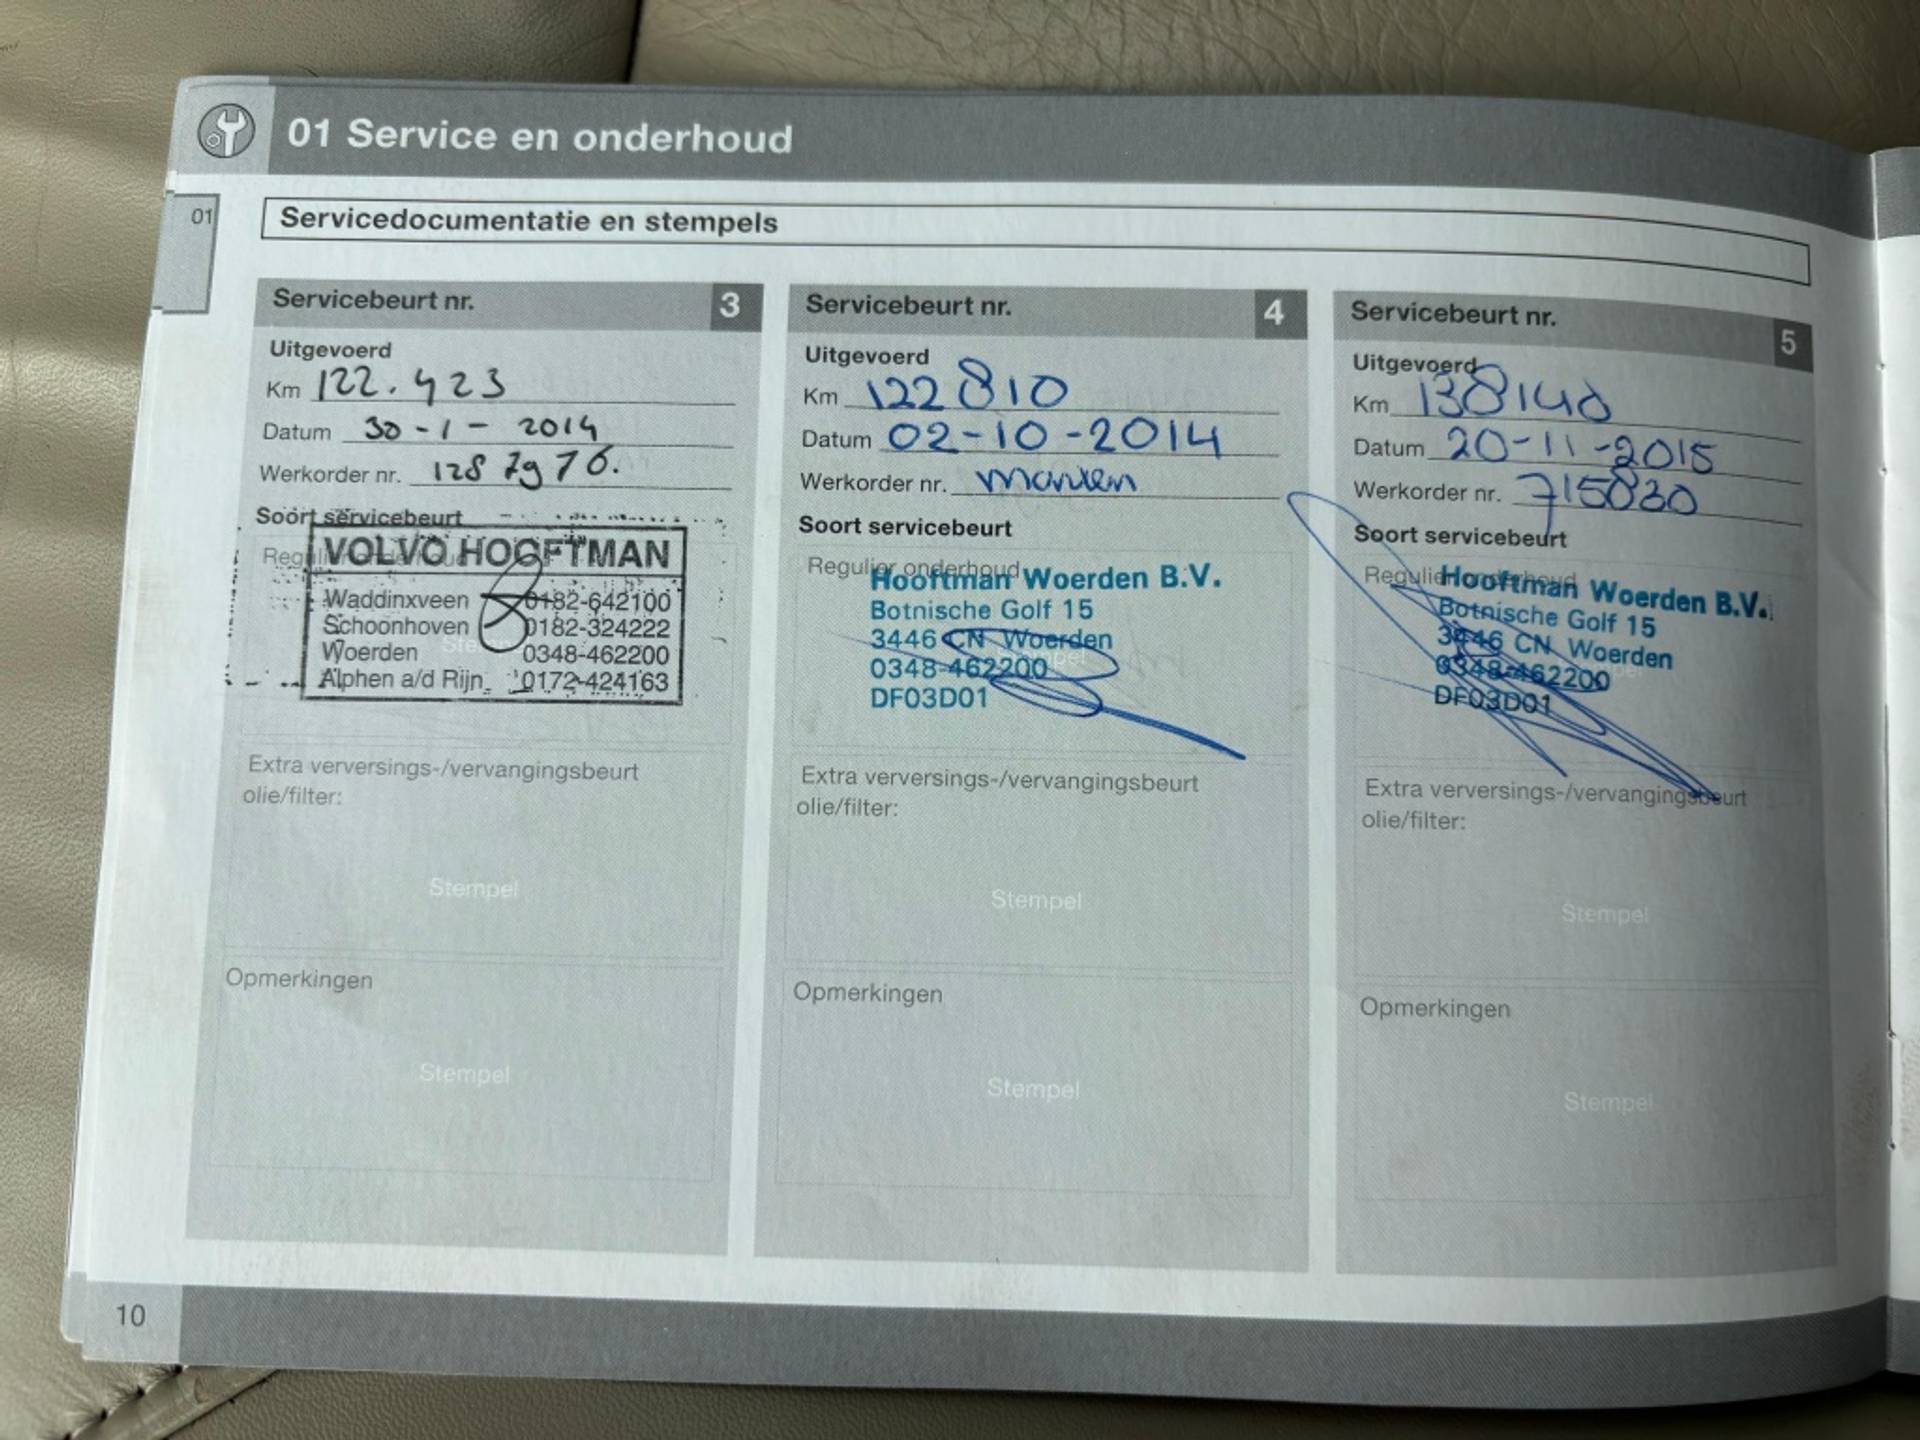 01 Service en onderhoud
01
Servicedocumentatie en stempels
Servicebeurt nr. 3
Uitgevoerd
Km 122.423
Datum 30-1-2014
Werkorder nr.
Soort servicebeurt
Regulier onderhoud
VOLVO HOOFTMAN
Waddinxveen 0182-642100
Schoonhoven 0182-324222
Woerden 0348-462200
Alphen a/d Rijn 0172-424163
Stempel
Extra verversings-/vervangingsbeurt
olie/filter:
Stempel
Opmerkingen
Stempel
Servicebeurt nr. 4
Uitgevoerd
Km 122810
Datum 02-10-2014
Werkorder nr.
Soort servicebeurt
Regulier onderhoud
Hooftman Woerden B.V.
Botnische Golf 15
3446 CN Woerden
0348-462200
DF03D01
Stempel
Extra verversings-/vervangingsbeurt
olie/filter:
Stempel
Opmerkingen
Stempel
Servicebeurt nr. 5
Uitgevoerd
Km 138140
Datum 20-11-2015
Werkorder nr. 715830
Soort servicebeurt
Regulier onderhoud
Hooftman Woerden B.V.
Botnische Golf 15
3446 CN Woerden
0348-462200
DF03D01
Extra verversings-/vervangingsbeurt
olie/filter:
Stempel
Opmerkingen
Stempel
10